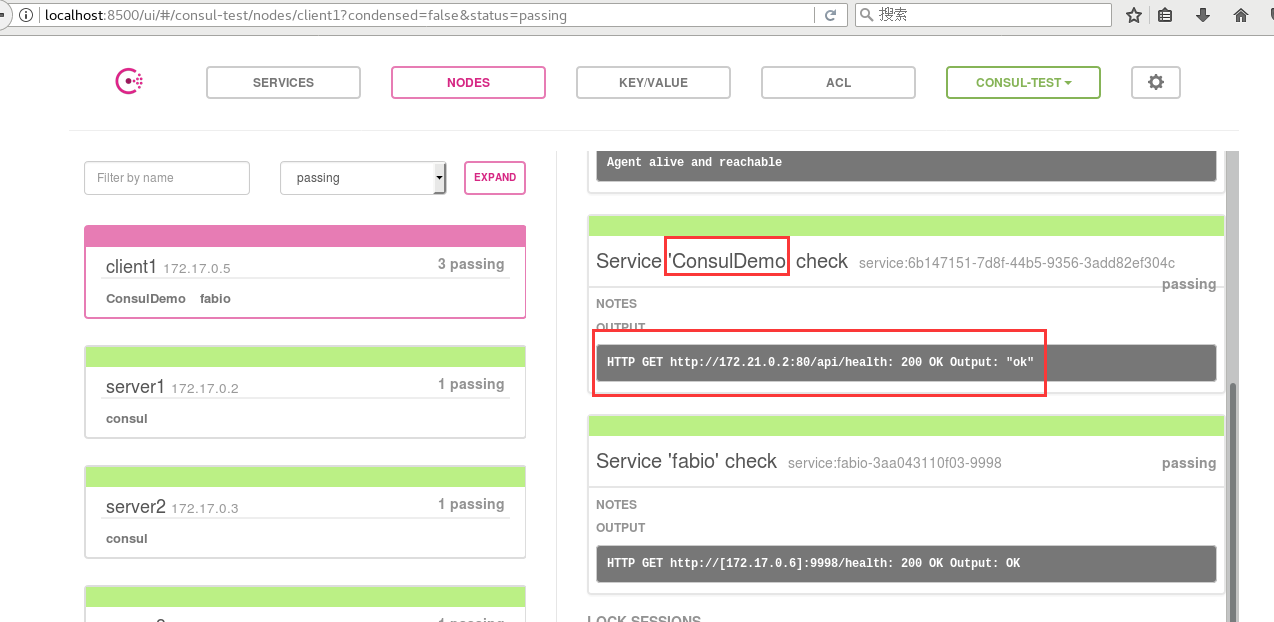 localhost:8500/ui/#/consul-test/nodes/client1?condensed=false&status=passing
搜索
SERVICES
NODES
KEY/VALUE
ACL
CONSUL-TEST
Filter by name
passing
EXPAND
client1 172.17.0.5
3 passing
ConsulDemo fabio
server1 172.17.0.2
1 passing
consul
server2 172.17.0.3
1 passing
consul
Agent alive and reachable
Service 'ConsulDemo check service:6b147151-7d8f-44b5-9356-3add82ef304c
passing
NOTES
OUTPUT
HTTP GET http://172.21.0.2:80/api/health: 200 OK Output: "ok"
Service 'fabio' check service:fabio-3aa043110f03-9998
passing
NOTES
OUTPUT
HTTP GET http://[172.17.0.6]:9998/health: 200 OK Output: OK
LOCK SESSIONS